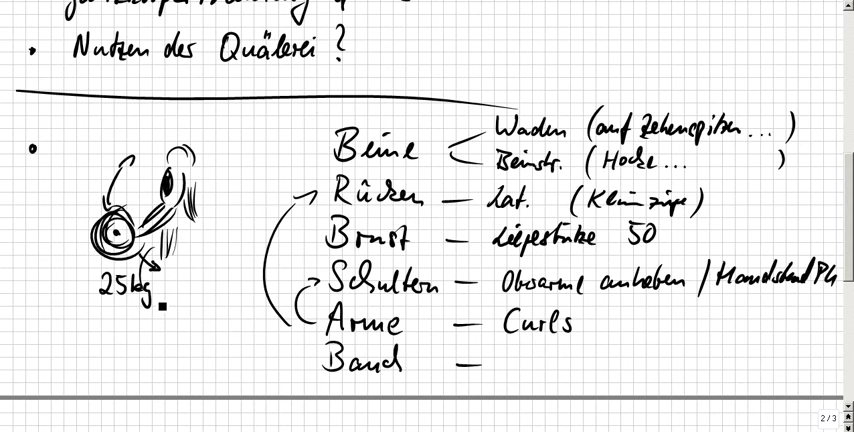 • Nutzen der Quälerei?
Beine
Waden (auf Zehenspitzen ... )
Beinstr. (Hocke ... )
Rücken — Lat. (Klimmzüge)
Brust — Liegestütze 50
Schultern — Oberarme anheben / Handstand
Arme — Curls
Bauch —
25kg
2/3